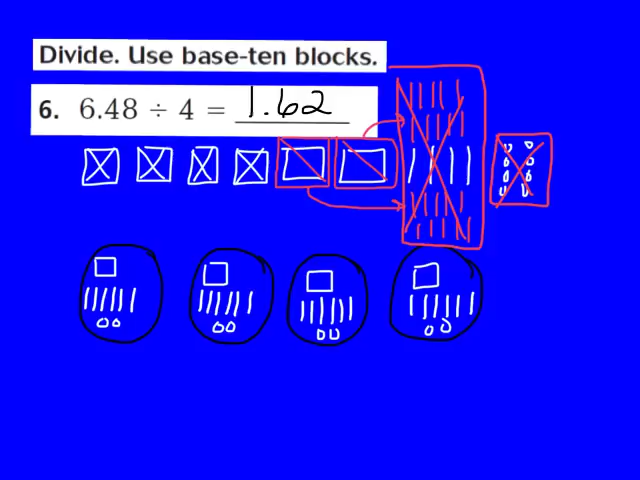 Divide. Use base-ten blocks.
6. 6.48 ÷ 4 = 1.62